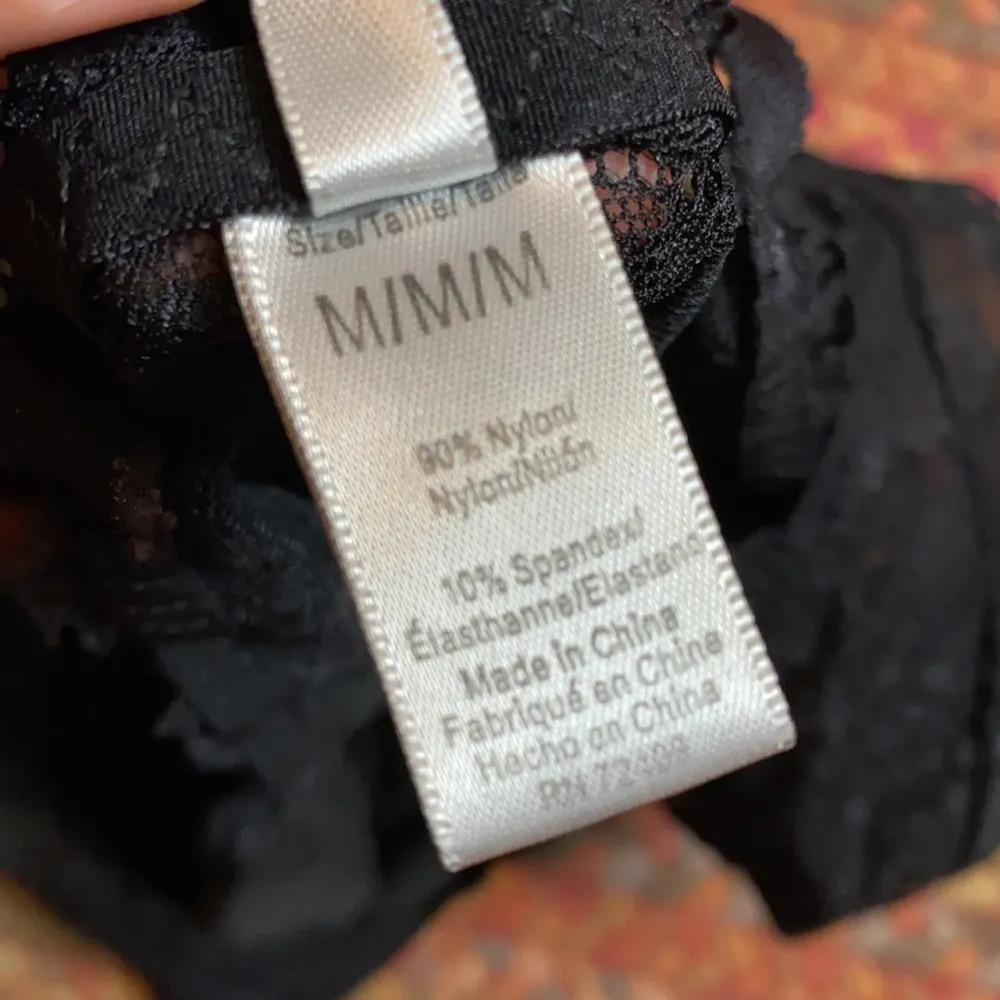 Size/Taille/Talla
M/M/M
90% Nylon/
Nylon/Nilón
10% Spandex/
Élasthanne/Elastano
Made in China
Fabriqué en Chine
Hecho en China
RN